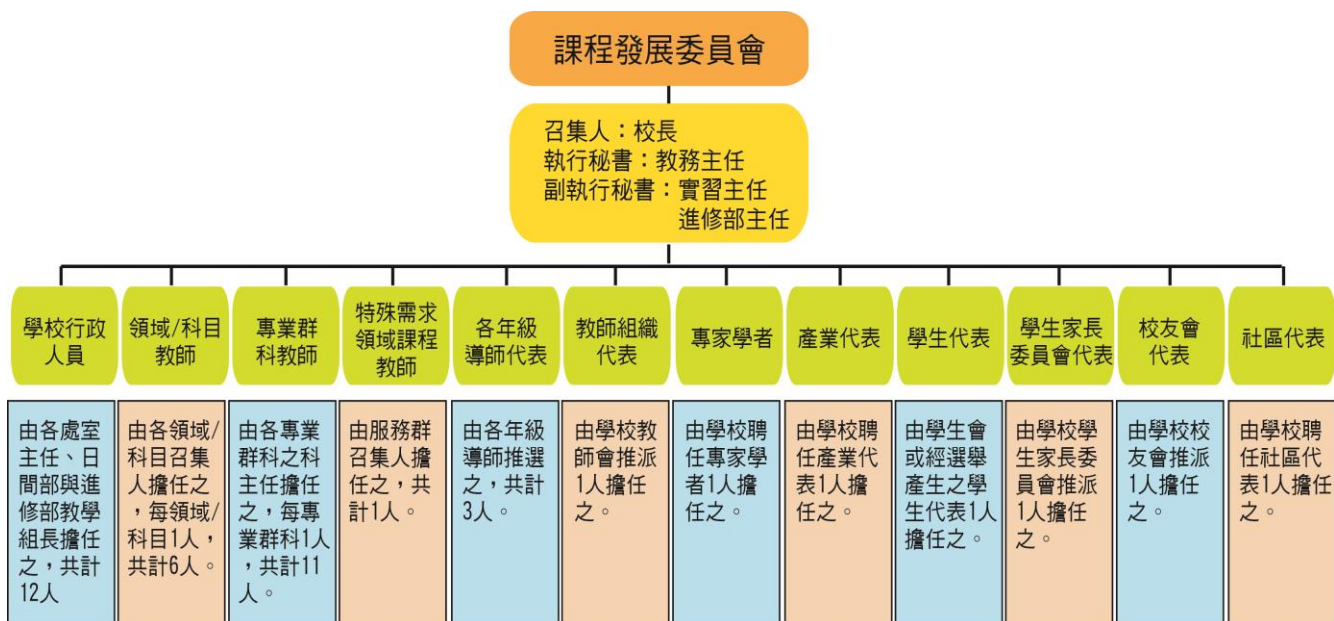 課程發展委員會
召集人：校長
執行秘書：教務主任
副執行秘書：實習主任
進修部主任
學校行政
人員
領域/科目
教師
專業群
科教師
特殊需求
領域課程
教師
各年級
導師代表
教師組織
代表
專家學者
產業代表
學生代表
學生家長
委員會代表
校友會
代表
社區代表
由各處室
主任、日
間部與進
修部教學
組長擔任
之，共計
12人
由各領域/
科目召集
人擔任之
，每領域/
科目1人，
共計6人。
由各專業
群科之科
主任擔任
之，每專
業群科1人
，共計11
人。
由服務群
召集人擔
任之，共
計1人。
由各年級
導師推選
之，共計
3人。
由學校教
師會推派
1人擔任
之。
由學校聘
任專家學
者1人擔
任之。
由學校聘
任產業代
表1人擔
任之。
由學生會
或經選舉
產生之學
生代表1人
擔任之。
由學校學
生家長委
員會推派
1人擔任
之。
由學校校
友會推派
1人擔任
之。
由學校聘
任社區代
表1人擔
任之。